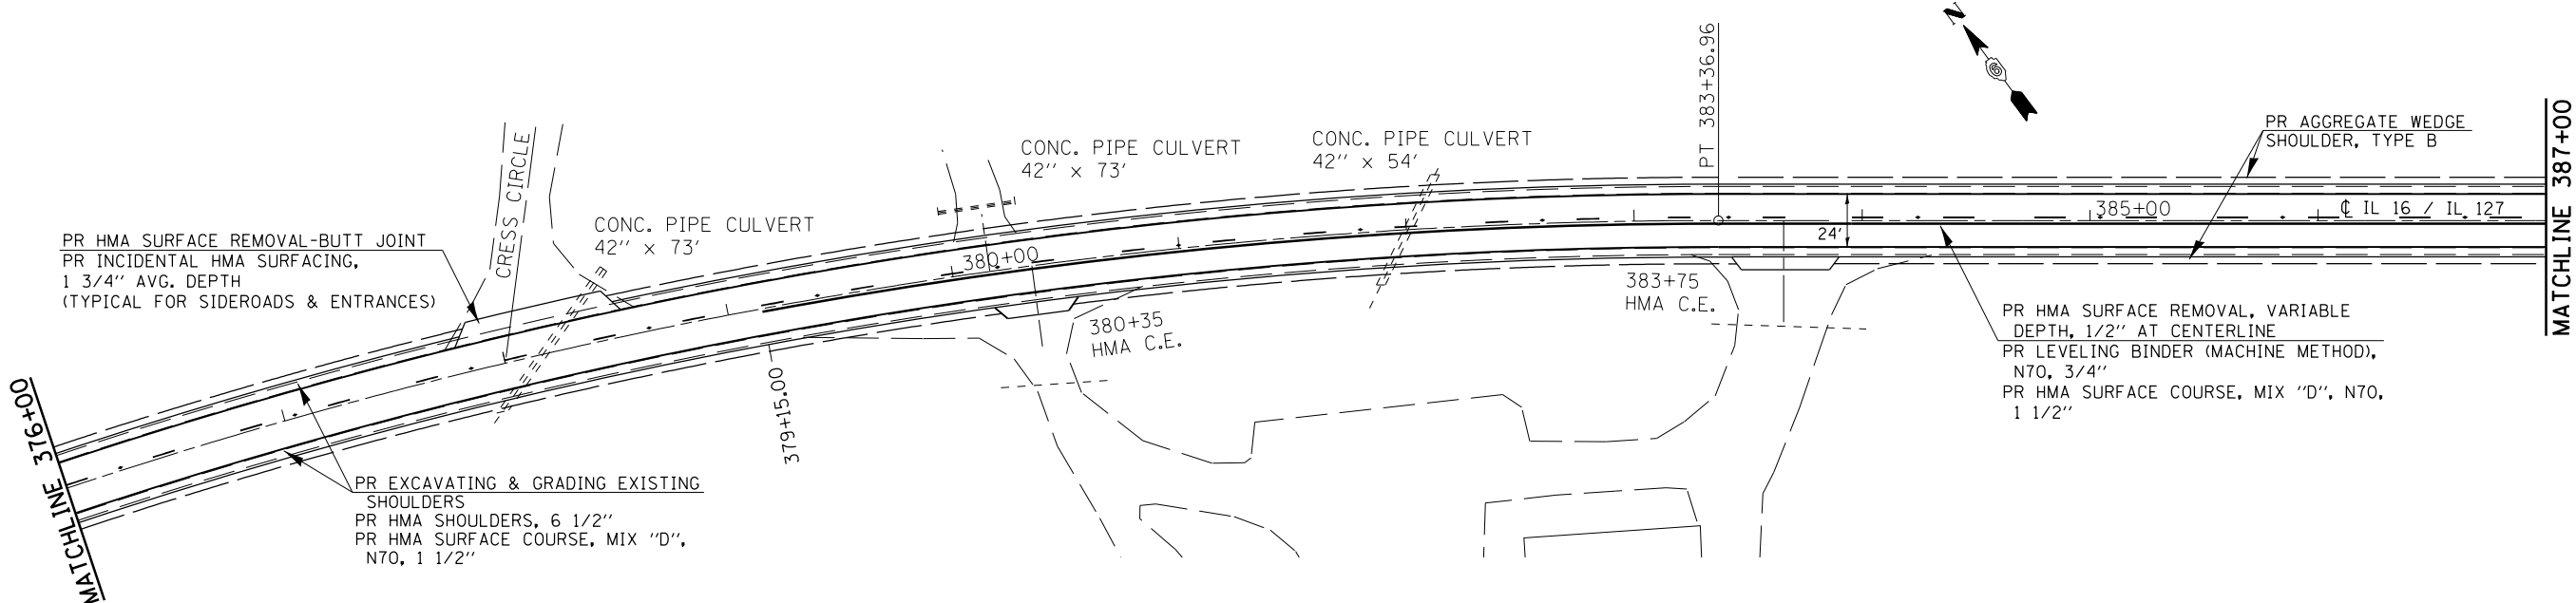 PR HMA SURFACE REMOVAL-BUTT JOINT
PR INCIDENTAL HMA SURFACING,
1 3/4" AVG. DEPTH
(TYPICAL FOR SIDEROADS & ENTRANCES)
CRESS CIRCLE
CONC. PIPE CULVERT
42" x 73'
CONC. PIPE CULVERT
42" x 73'
CONC. PIPE CULVERT
42" x 54'
PT 383+36.96
N
6
PR AGGREGATE WEDGE
SHOULDER, TYPE B
MATCHLINE 387+00
380+00
24'
385+00
℄ IL 16 / IL 127
380+35
HMA C.E.
383+75
HMA C.E.
PR HMA SURFACE REMOVAL, VARIABLE
DEPTH, 1/2" AT CENTERLINE
PR LEVELING BINDER (MACHINE METHOD),
N70, 3/4"
PR HMA SURFACE COURSE, MIX "D", N70,
1 1/2"
379+15.00
MATCHLINE 376+00
PR EXCAVATING & GRADING EXISTING
SHOULDERS
PR HMA SHOULDERS, 6 1/2"
PR HMA SURFACE COURSE, MIX "D",
N70, 1 1/2"